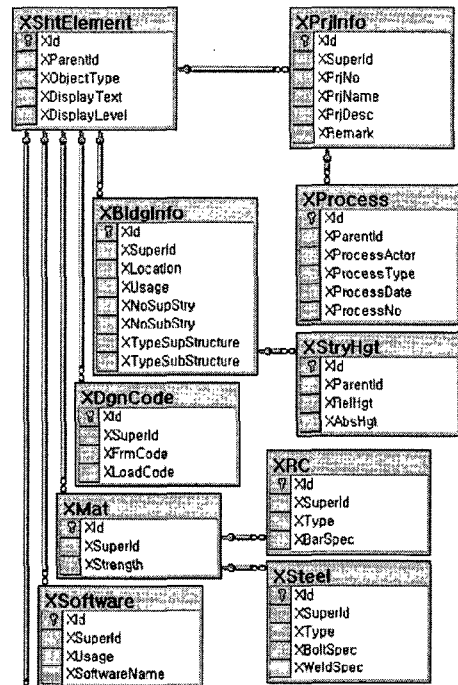 XShtElement
XId
XParentId
XObjectType
XDisplayText
XDisplayLevel
XPrjInfo
XId
XSuperId
XPrjNo
XPrjName
XPrjDesc
XRemark
XProcess
XId
XParentId
XProcessActor
XProcessType
XProcessDate
XProcessNo
XBldgInfo
XId
XSuperId
XLocation
XUsage
XNoSupStry
XNoSubStry
XTypeSupStructure
XTypeSubStructure
XStryHgt
XId
XParentId
XRelHgt
XAbsHgt
XDgnCode
XId
XSuperId
XFrmCode
XLoadCode
XRC
XId
XSuperId
XType
XBarSpec
XMat
XId
XSuperId
XStrength
XSteel
XId
XSuperId
XType
XBoltSpec
XWeldSpec
XSoftware
XId
XSuperId
XUsage
XSoftwareName